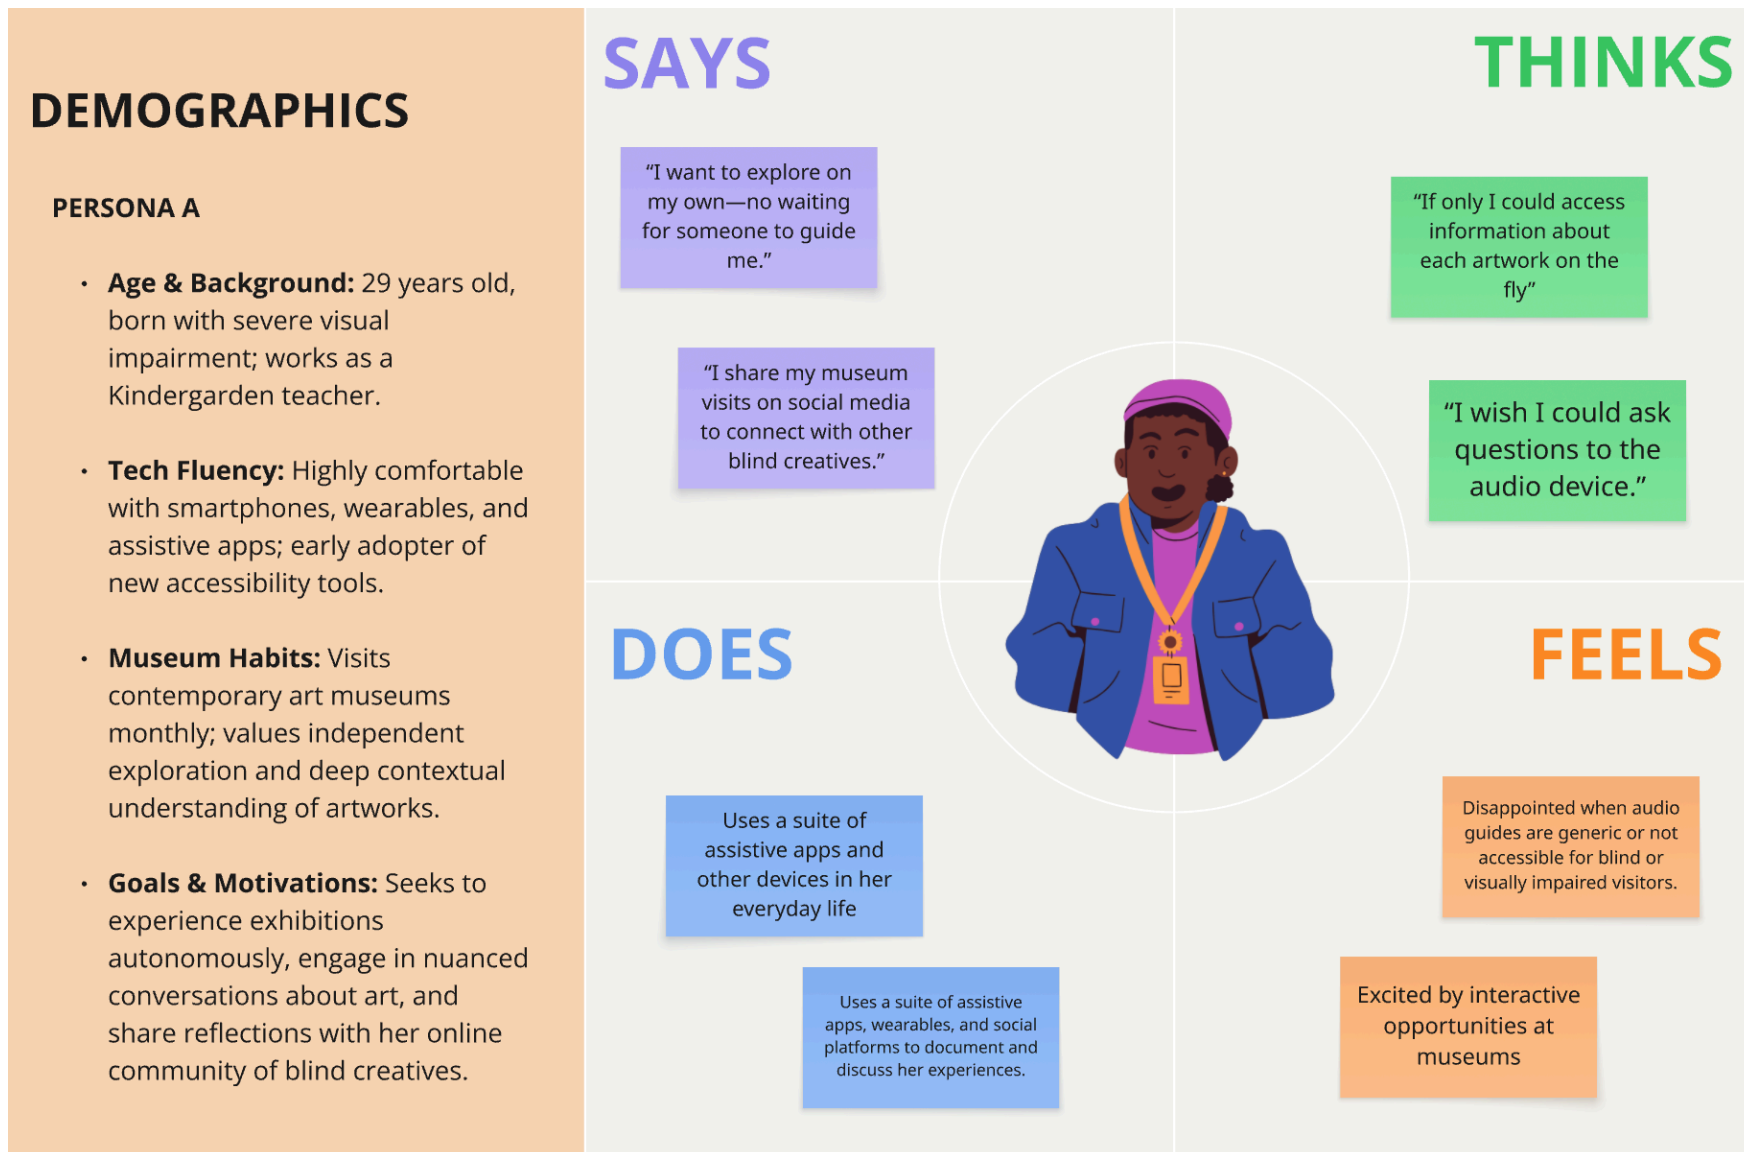 DEMOGRAPHICS
PERSONA A
• Age & Background: 29 years old,
born with severe visual
impairment; works as a
Kindergarden teacher.
• Tech Fluency: Highly comfortable
with smartphones, wearables, and
assistive apps; early adopter of
new accessibility tools.
• Museum Habits: Visits
contemporary art museums
monthly; values independent
exploration and deep contextual
understanding of artworks.
• Goals & Motivations: Seeks to
experience exhibitions
autonomously, engage in nuanced
conversations about art, and
share reflections with her online
community of blind creatives.
SAYS
“I want to explore on
my own—no waiting
for someone to guide
me.”
“I share my museum
visits on social media
to connect with other
blind creatives.”
THINKS
“If only I could access
information about
each artwork on the
fly”
“I wish I could ask
questions to the
audio device.”
DOES
Uses a suite of
assistive apps and
other devices in her
everyday life
Uses a suite of assistive
apps, wearables, and social
platforms to document and
discuss her experiences.
FEELS
Disappointed when audio
guides are generic or not
accessible for blind or
visually impaired visitors.
Excited by interactive
opportunities at
museums